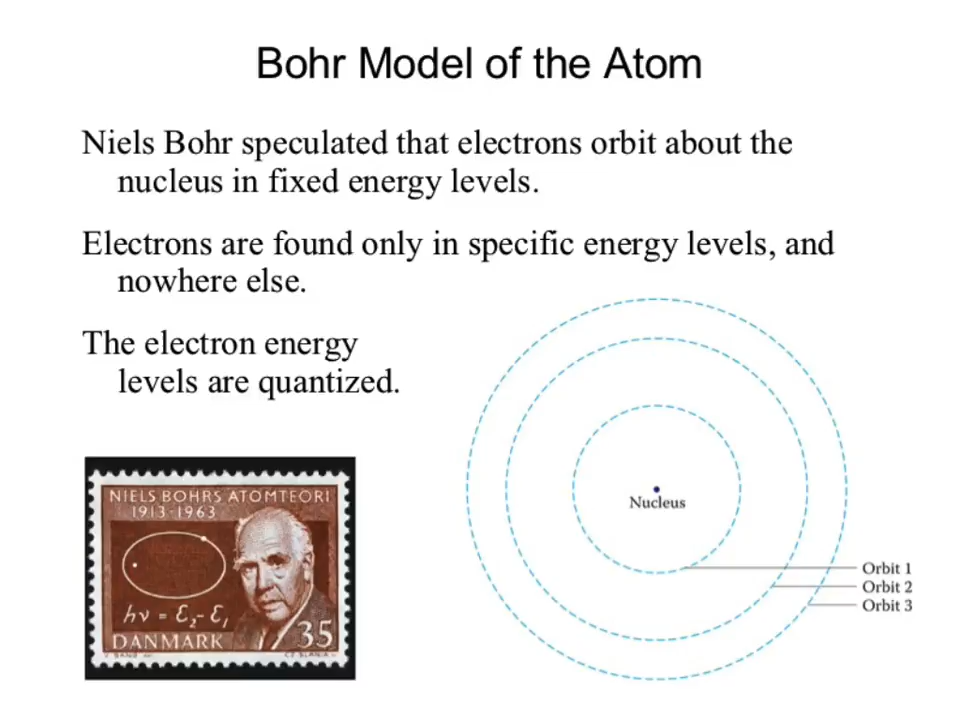 Bohr Model of the Atom
Niels Bohr speculated that electrons orbit about the
nucleus in fixed energy levels.
Electrons are found only in specific energy levels, and
nowhere else.
The electron energy
levels are quantized.
NIELS BOHRS ATOMTEORI
1913-1963
hν = ℰ₂-ℰ₁
DANMARK 35
Nucleus
Orbit 1
Orbit 2
Orbit 3